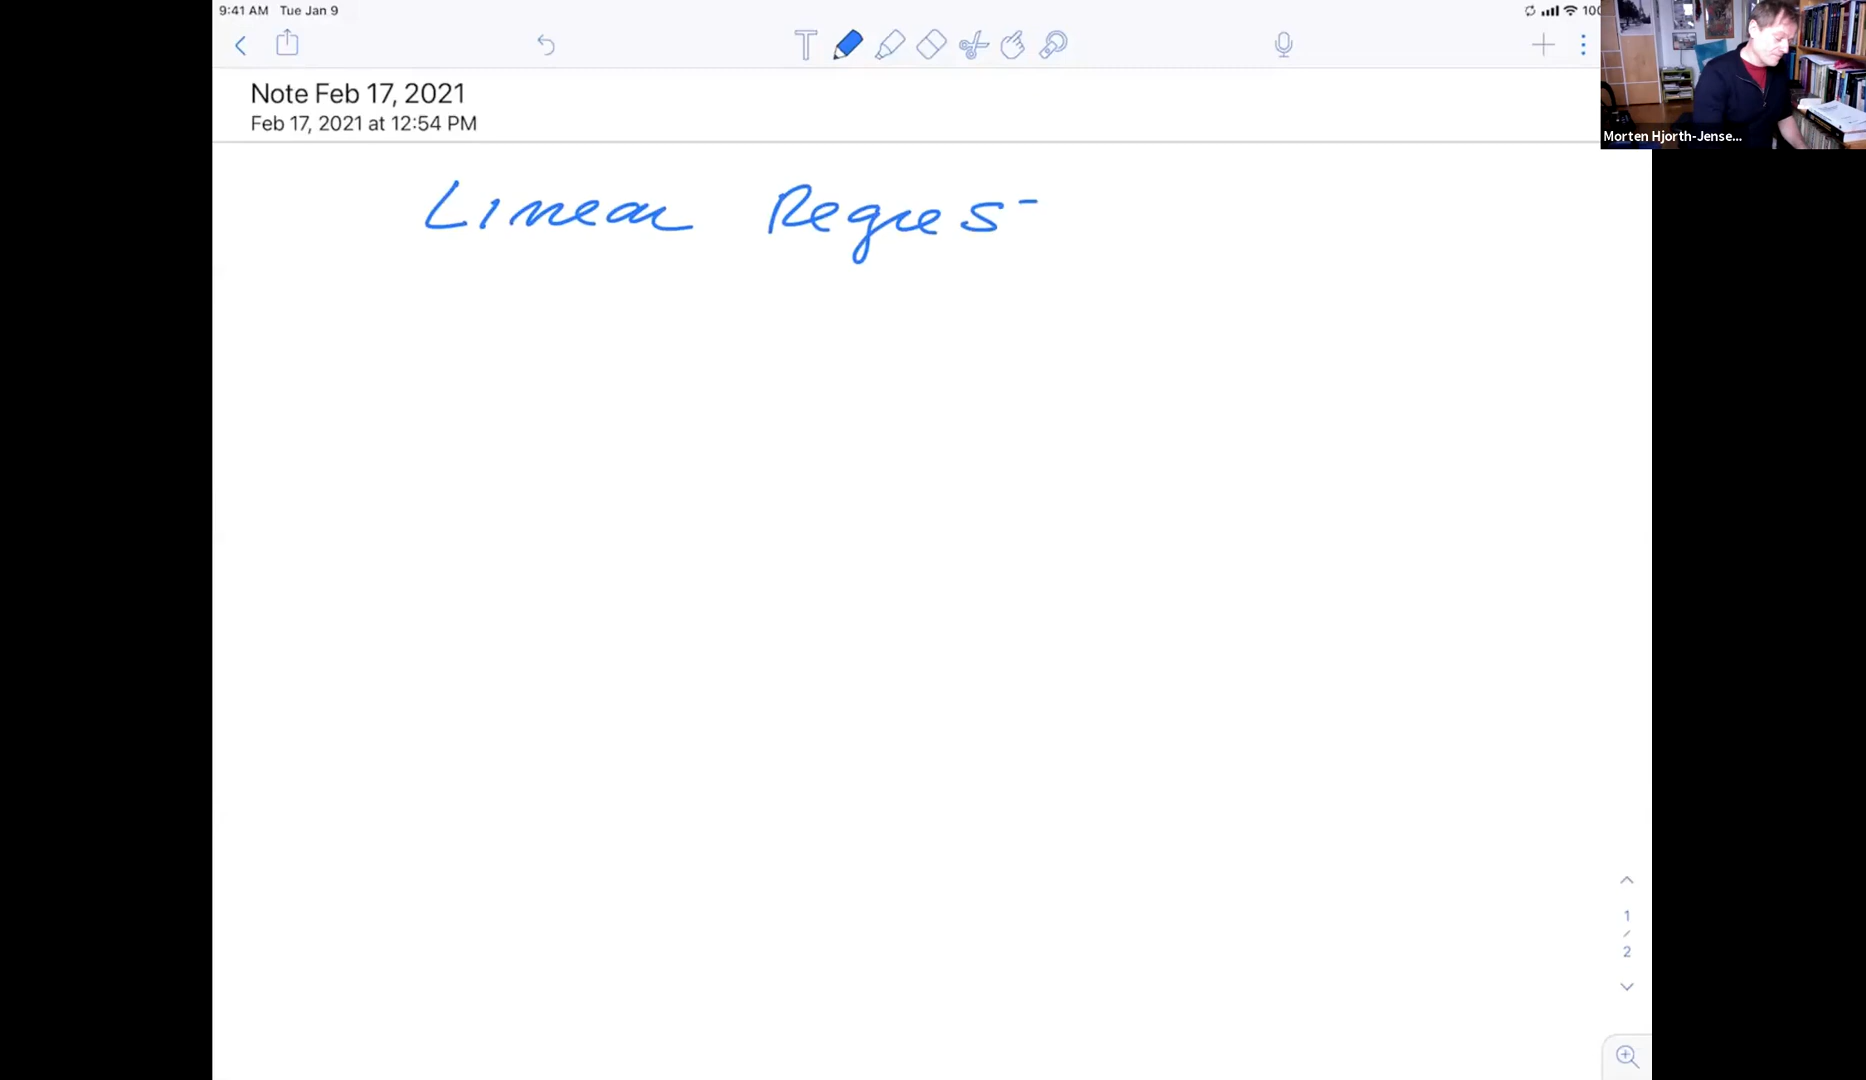 9:41 AM Tue Jan 9
100
T
Note Feb 17, 2021
Feb 17, 2021 at 12:54 PM
Morten Hjorth-Jense...
Linear Regres-
1
/
2